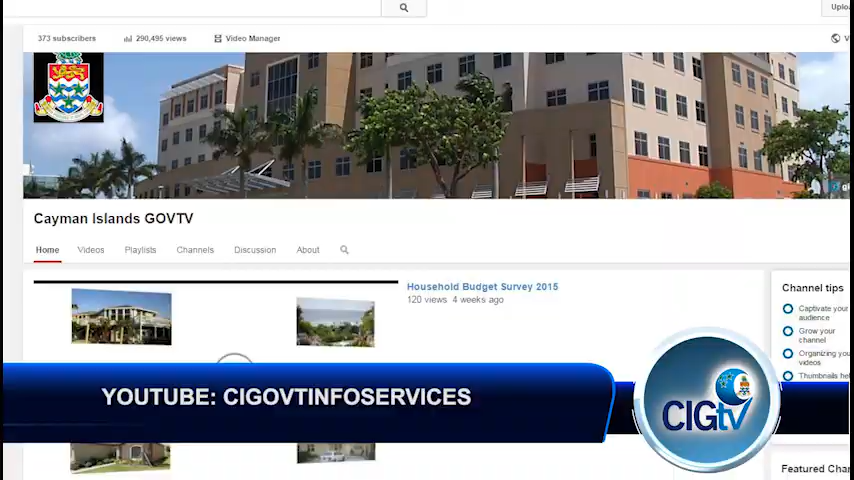 Uploa
373 subscribers
290,495 views
Video Manager
Cayman Islands GOVTV
Home
Videos
Playlists
Channels
Discussion
About
Household Budget Survey 2015
120 views 4 weeks ago
Channel tips
Captivate your
audience
Grow your
channel
Organizing you
videos
Thumbnails hel
YOUTUBE: CIGOVTINFOSERVICES
CIGtv
Featured Chan